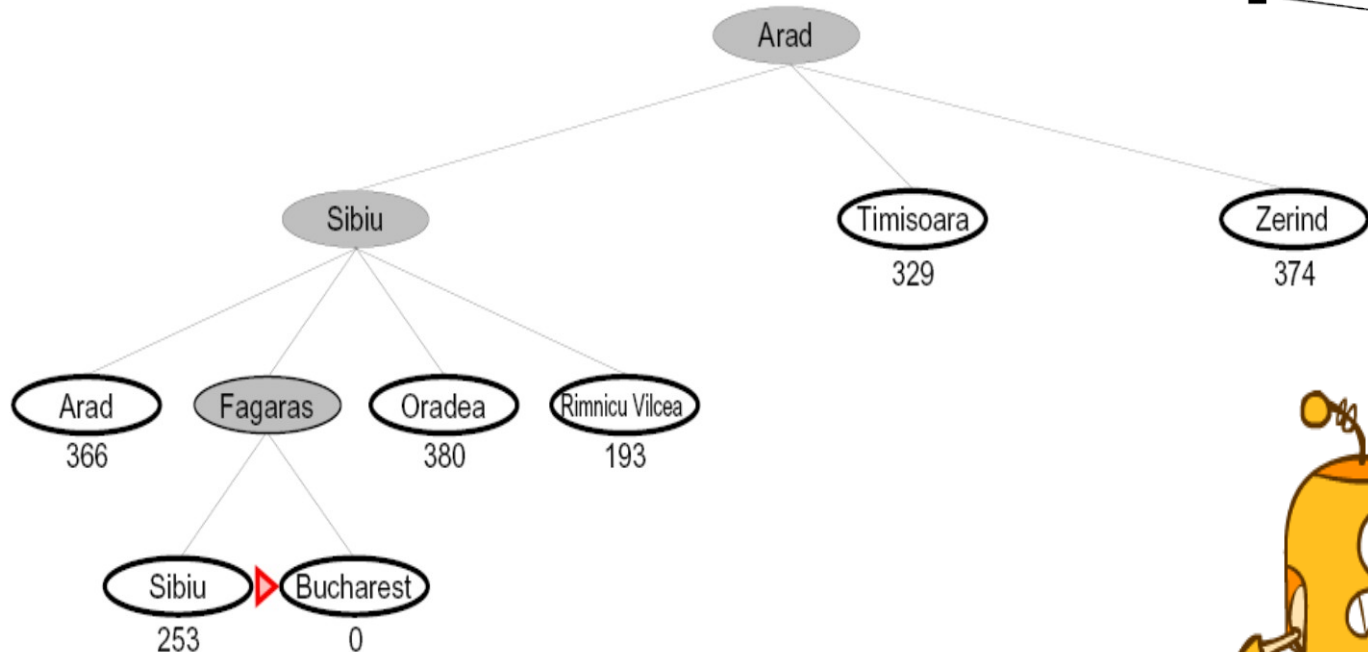 Arad
Sibiu
Timisoara
Zerind
329
374
Arad
Fagaras
Oradea
Rimnicu Vilcea
366
380
193
Sibiu
Bucharest
253
0